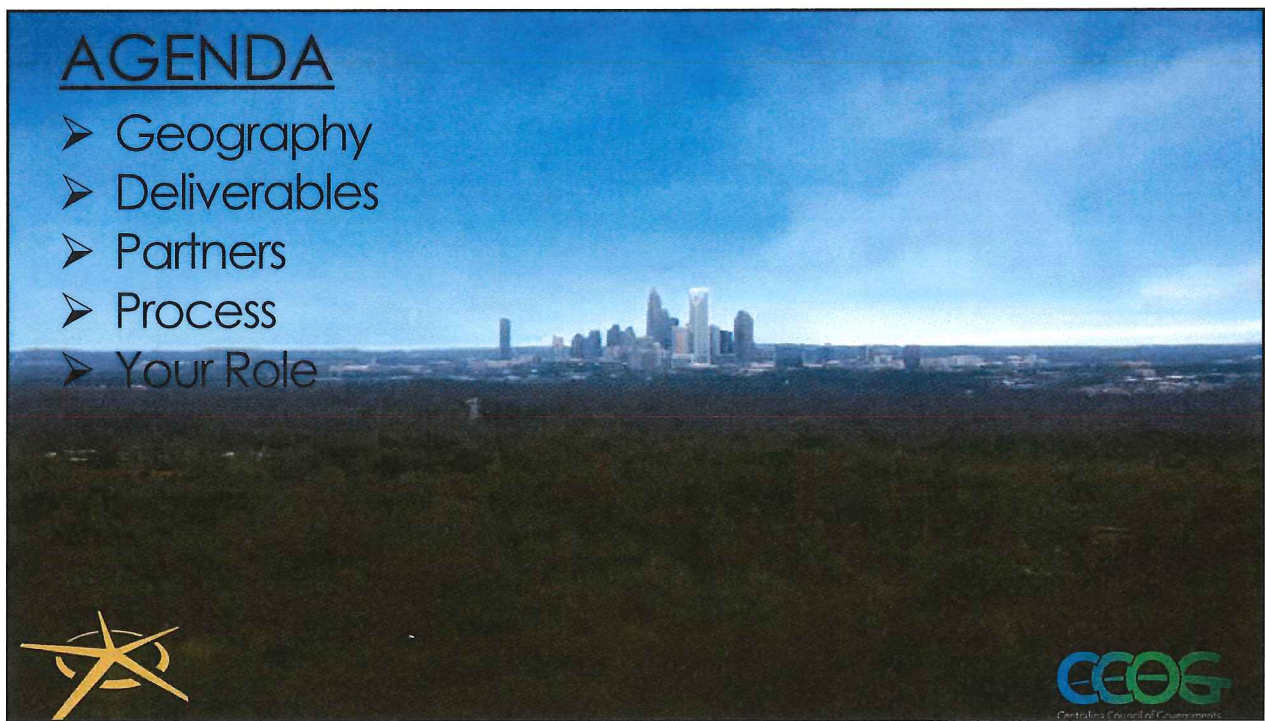 AGENDA
➢ Geography
➢ Deliverables
➢ Partners
➢ Process
➢ Your Role
CCOG
Centralina Council of Governments